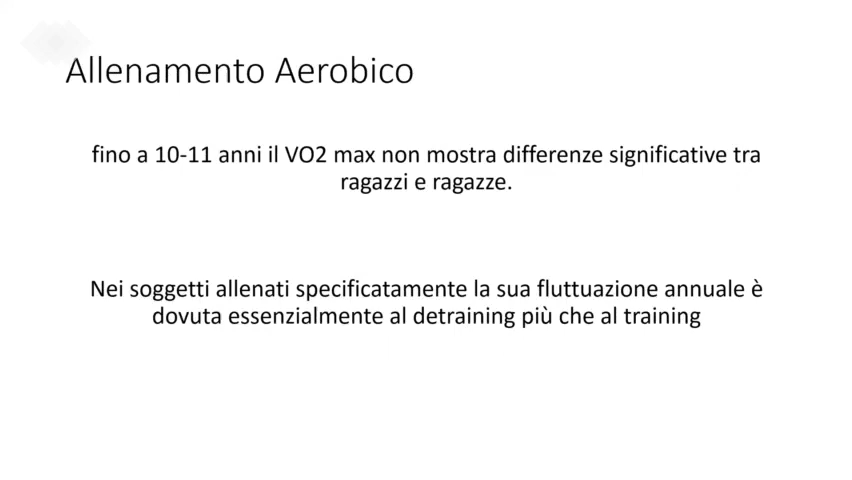 Allenamento Aerobico
fino a 10-11 anni il VO2 max non mostra differenze significative tra
ragazzi e ragazze.
Nei soggetti allenati specificatamente la sua fluttuazione annuale è
dovuta essenzialmente al detraining più che al training